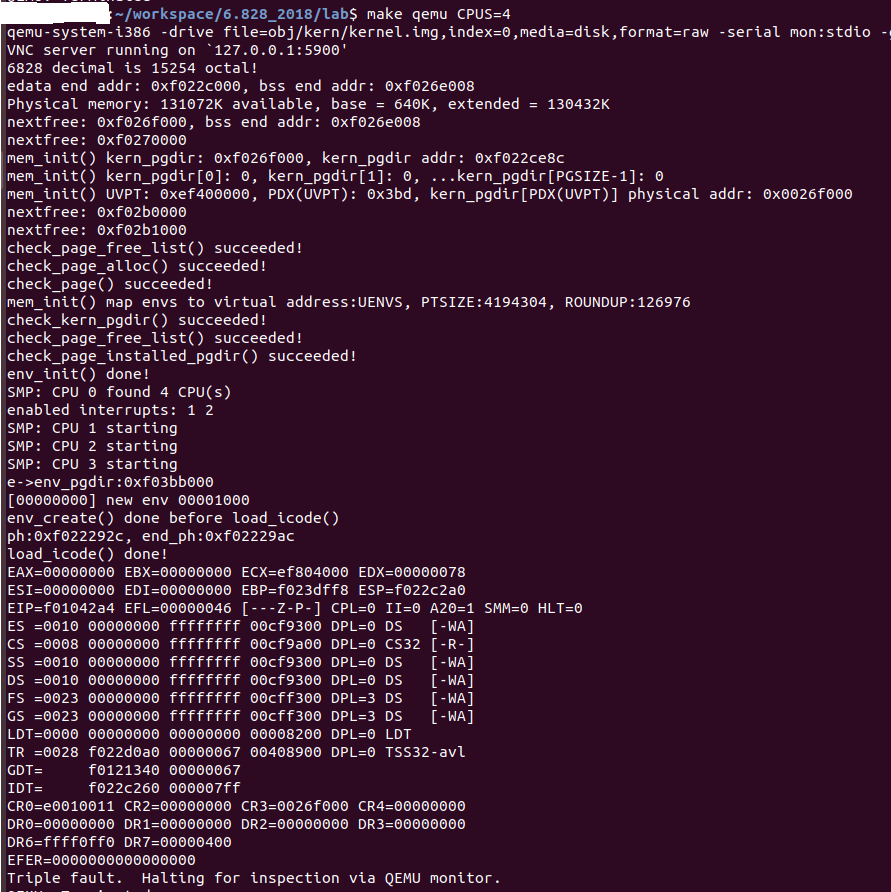 :~/workspace/6.828_2018/lab$ make qemu CPUS=4
qemu-system-i386 -drive file=obj/kern/kernel.img,index=0,media=disk,format=raw -serial mon:stdio -g
VNC server running on `127.0.0.1:5900'
6828 decimal is 15254 octal!
edata end addr: 0xf022c000, bss end addr: 0xf026e008
Physical memory: 131072K available, base = 640K, extended = 130432K
nextfree: 0xf026f000, bss end addr: 0xf026e008
nextfree: 0xf0270000
mem_init() kern_pgdir: 0xf026f000, kern_pgdir addr: 0xf022ce8c
mem_init() kern_pgdir[0]: 0, kern_pgdir[1]: 0, ...kern_pgdir[PGSIZE-1]: 0
mem_init() UVPT: 0xef400000, PDX(UVPT): 0x3bd, kern_pgdir[PDX(UVPT)] physical addr: 0x0026f000
nextfree: 0xf02b0000
nextfree: 0xf02b1000
check_page_free_list() succeeded!
check_page_alloc() succeeded!
check_page() succeeded!
mem_init() map envs to virtual address:UENVS, PTSIZE:4194304, ROUNDUP:126976
check_kern_pgdir() succeeded!
check_page_free_list() succeeded!
check_page_installed_pgdir() succeeded!
env_init() done!
SMP: CPU 0 found 4 CPU(s)
enabled interrupts: 1 2
SMP: CPU 1 starting
SMP: CPU 2 starting
SMP: CPU 3 starting
e->env_pgdir:0xf03bb000
[00000000] new env 00001000
env_create() done before load_icode()
ph:0xf022292c, end_ph:0xf02229ac
load_icode() done!
EAX=00000000 EBX=00000000 ECX=ef804000 EDX=00000078
ESI=00000000 EDI=00000000 EBP=f023dff8 ESP=f022c2a0
EIP=f01042a4 EFL=00000046 [---Z-P-] CPL=0 II=0 A20=1 SMM=0 HLT=0
ES =0010 00000000 ffffffff 00cf9300 DPL=0 DS   [-WA]
CS =0008 00000000 ffffffff 00cf9a00 DPL=0 CS32 [-R-]
SS =0010 00000000 ffffffff 00cf9300 DPL=0 DS   [-WA]
DS =0010 00000000 ffffffff 00cf9300 DPL=0 DS   [-WA]
FS =0023 00000000 ffffffff 00cff300 DPL=3 DS   [-WA]
GS =0023 00000000 ffffffff 00cff300 DPL=3 DS   [-WA]
LDT=0000 00000000 00000000 00008200 DPL=0 LDT
TR =0028 f022d0a0 00000067 00408900 DPL=0 TSS32-avl
GDT=     f0121340 00000067
IDT=     f022c260 000007ff
CR0=e0010011 CR2=00000000 CR3=0026f000 CR4=00000000
DR0=00000000 DR1=00000000 DR2=00000000 DR3=00000000
DR6=ffff0ff0 DR7=00000400
EFER=0000000000000000
Triple fault.  Halting for inspection via QEMU monitor.